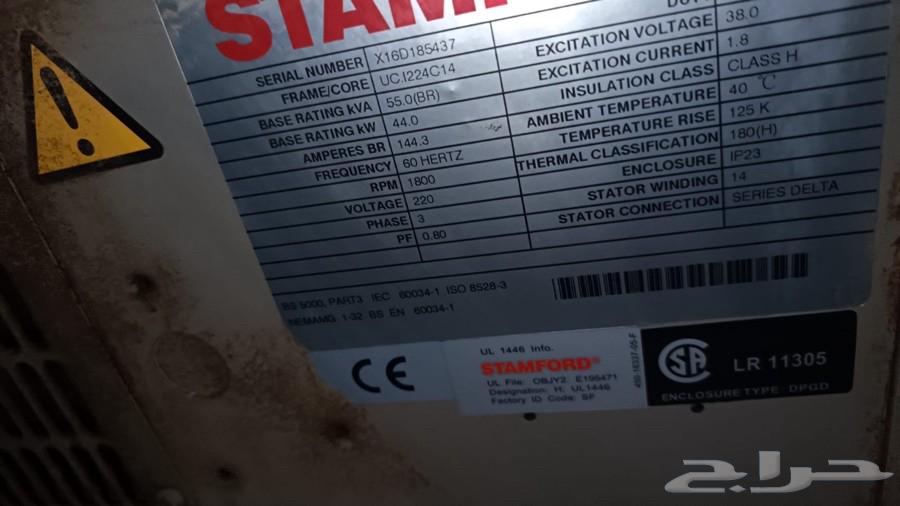 STAMFORD
SERIAL NUMBER X16D185437
FRAME/CORE UCI224C14
BASE RATING kVA 55.0(BR)
BASE RATING kW 44.0
AMPERES BR 144.3
FREQUENCY 60 HERTZ
RPM 1800
VOLTAGE 220
PHASE 3
PF 0.80
EXCITATION VOLTAGE 38.0
EXCITATION CURRENT 1.8
INSULATION CLASS CLASS H
AMBIENT TEMPERATURE 40 ℃
TEMPERATURE RISE 125 K
THERMAL CLASSIFICATION 180(H)
ENCLOSURE IP23
STATOR WINDING 14
STATOR CONNECTION SERIES DELTA
BS 5000, PART3 IEC 60034-1 ISO 8528-3
NEMAMG 1-32 BS EN 60034-1
CE
UL 1446 Info.
STAMFORD®
UL File: OBJY2. E195471
Designation: H. UL1446
Factory ID Code: SF
450-16337-05-F
SA LR 11305
ENCLOSURE TYPE: DPGD
حراج